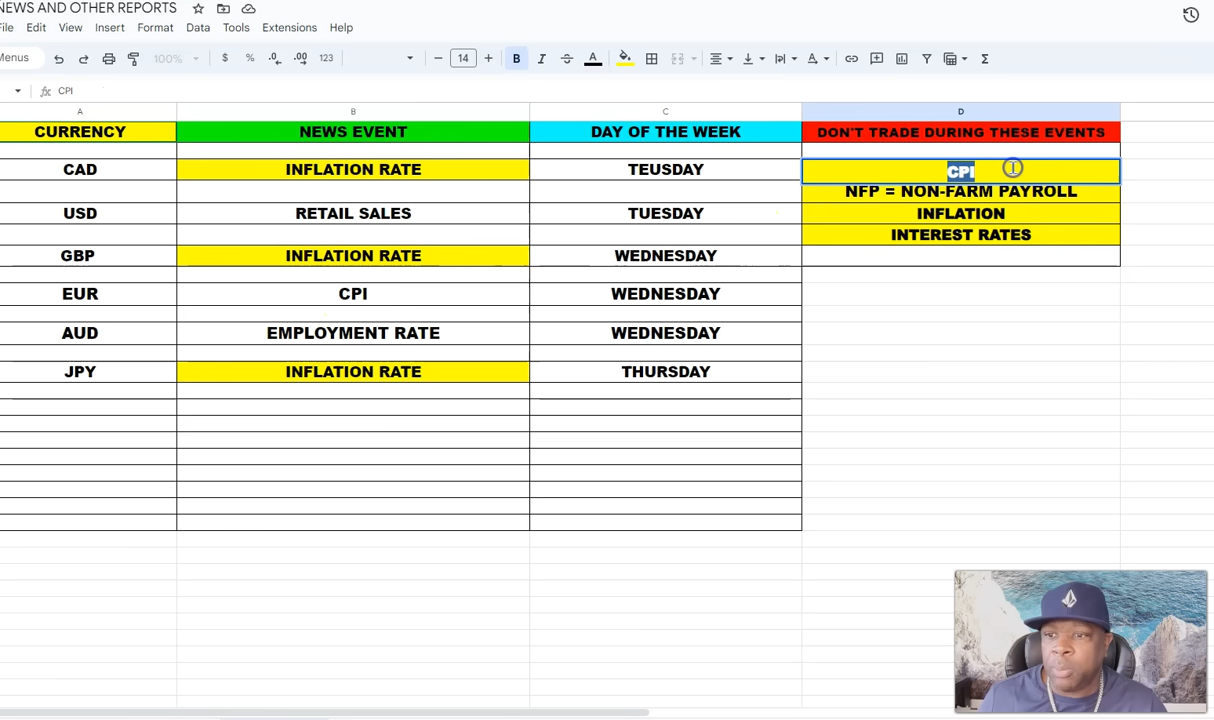 NEWS AND OTHER REPORTS
File Edit View Insert Format Data Tools Extensions Help
Menus 100% $ % .0 .00 123 14 B I A
fx CPI
A B C D
CURRENCY NEWS EVENT DAY OF THE WEEK DON'T TRADE DURING THESE EVENTS
CAD INFLATION RATE TEUSDAY CPI
NFP = NON-FARM PAYROLL
USD RETAIL SALES TUESDAY INFLATION
INTEREST RATES
GBP INFLATION RATE WEDNESDAY
EUR CPI WEDNESDAY
AUD EMPLOYMENT RATE WEDNESDAY
JPY INFLATION RATE THURSDAY